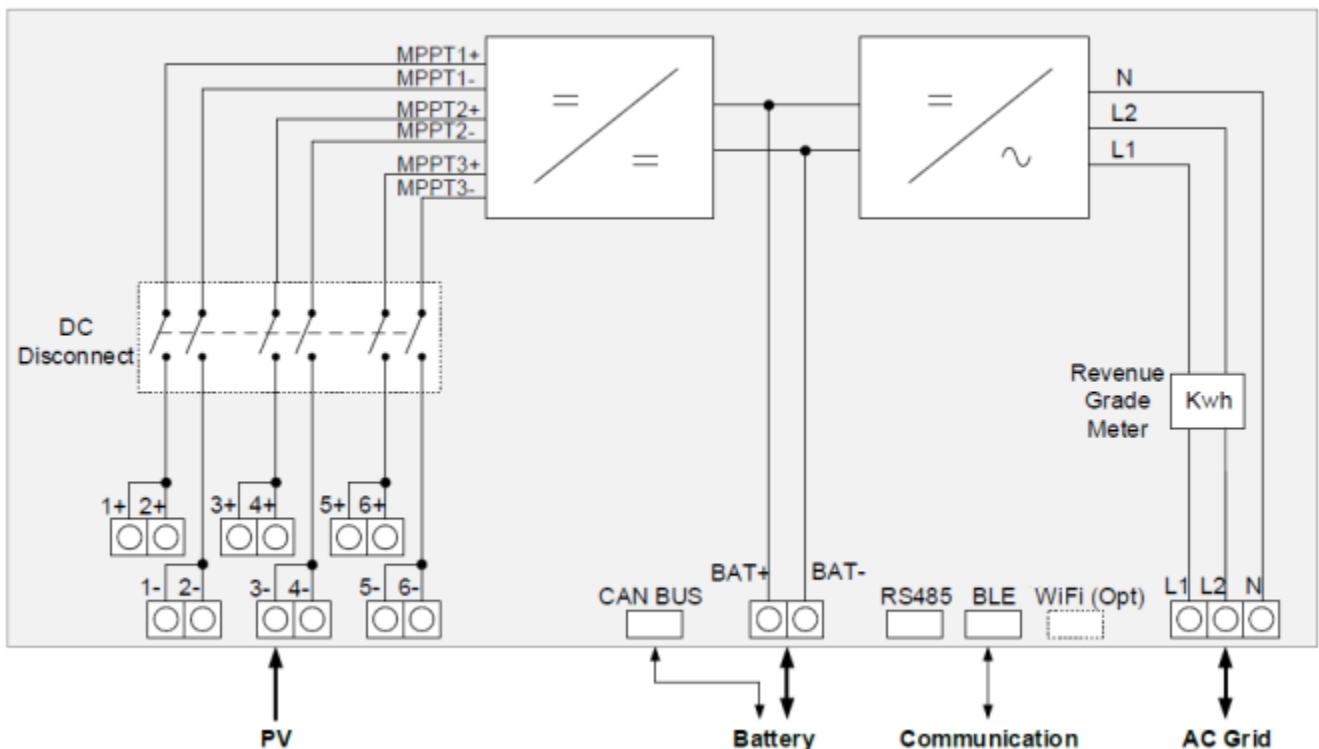 MPPT1+
MPPT1-
MPPT2+
MPPT2-
MPPT3+
MPPT3-
N
L2
L1
DC
Disconnect
Revenue
Grade
Meter
Kwh
1+ 2+ 3+ 4+ 5+ 6+
1- 2- 3- 4- 5- 6-
CAN BUS
BAT+ BAT-
RS485 BLE WiFi (Opt)
L1 L2 N
PV Battery Communication AC Grid